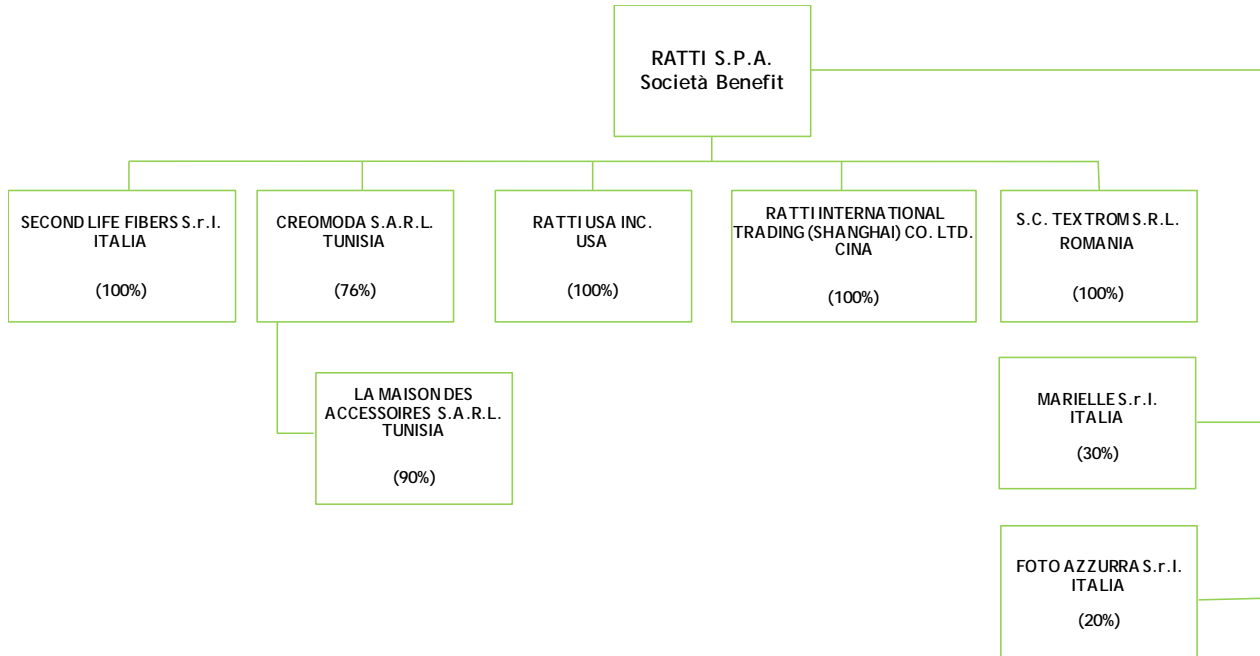 RATTI S.P.A.
Società Benefit
SECOND LIFE FIBERS S.r.l.
ITALIA
(100%)
CREOMODA S.A.R.L.
TUNISIA
(76%)
RATTI USA INC.
USA
(100%)
RATTI INTERNATIONAL
TRADING (SHANGHAI) CO. LTD.
CINA
(100%)
S.C. TEXTROM S.R.L.
ROMANIA
(100%)
LA MAISON DES
ACCESSOIRES S.A.R.L.
TUNISIA
(90%)
MARIELLE S.r.l.
ITALIA
(30%)
FOTO AZZURRA S.r.l.
ITALIA
(20%)